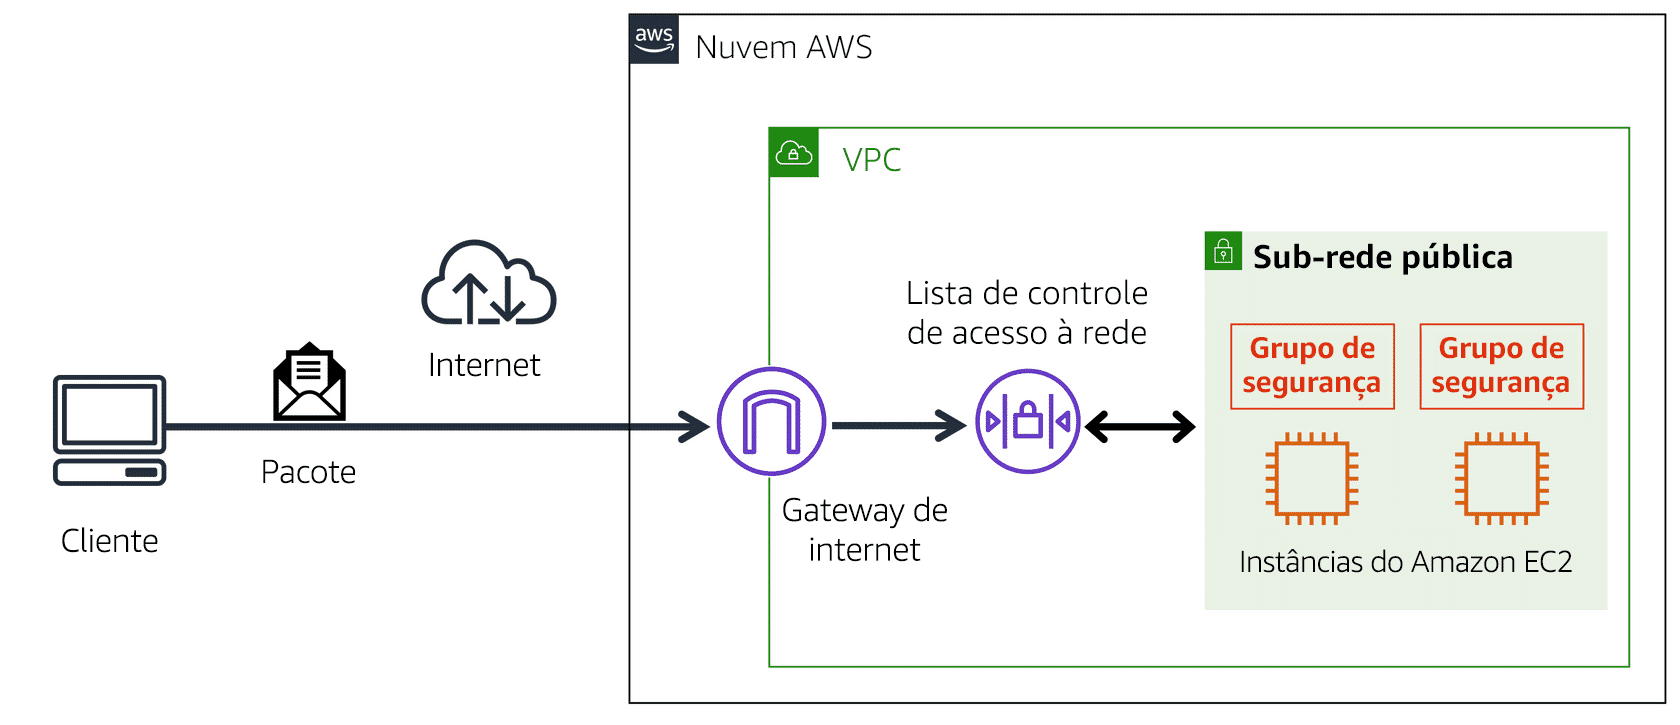 aws
Nuvem AWS
VPC
Sub-rede pública
Lista de controle
de acesso à rede
Grupo de
segurança
Grupo de
segurança
Internet
Pacote
Gateway de
internet
Cliente
Instâncias do Amazon EC2